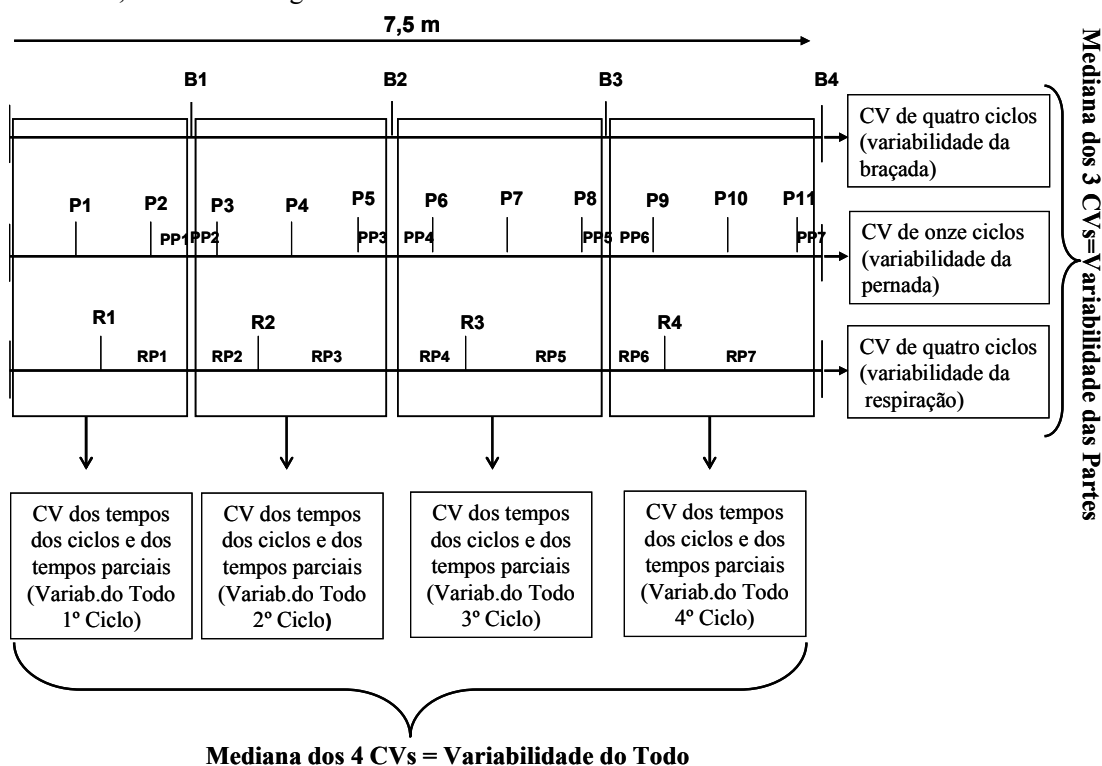 7,5 m
B1 B2 B3 B4
CV de quatro ciclos
(variabilidade da
braçada)
P1 P2 P3 P4 P5 P6 P7 P8 P9 P10 P11
PP1 PP2 PP3 PP4 PP5 PP6 PP7
CV de onze ciclos
(variabilidade da
pernada)
R1 R2 R3 R4
RP1 RP2 RP3 RP4 RP5 RP6 RP7
CV de quatro ciclos
(variabilidade da
respiração)
Mediana dos 3 CVs=Variabilidade das Partes
CV dos tempos
dos ciclos e dos
tempos parciais
(Variab.do Todo
1º Ciclo)
CV dos tempos
dos ciclos e dos
tempos parciais
(Variab.do Todo
2º Ciclo)
CV dos tempos
dos ciclos e dos
tempos parciais
(Variab.do Todo
3º Ciclo)
CV dos tempos
dos ciclos e dos
tempos parciais
(Variab.do Todo
4º Ciclo)
Mediana dos 4 CVs = Variabilidade do Todo